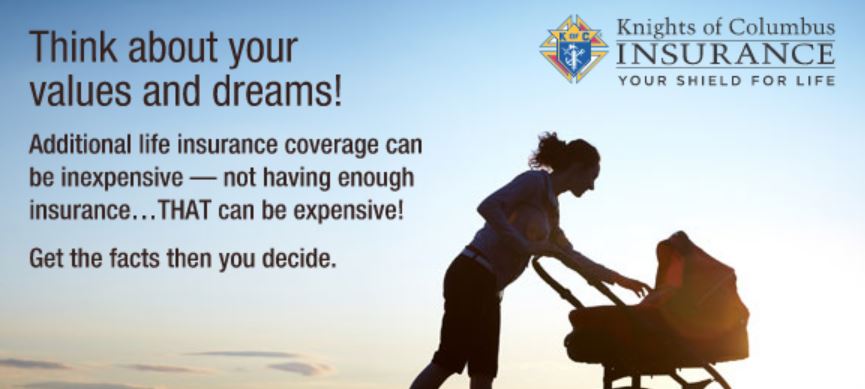 Think about your
values and dreams!
Knights of Columbus
INSURANCE
YOUR SHIELD FOR LIFE
K OF C
Additional life insurance coverage can
be inexpensive — not having enough
insurance...THAT can be expensive!
Get the facts then you decide.